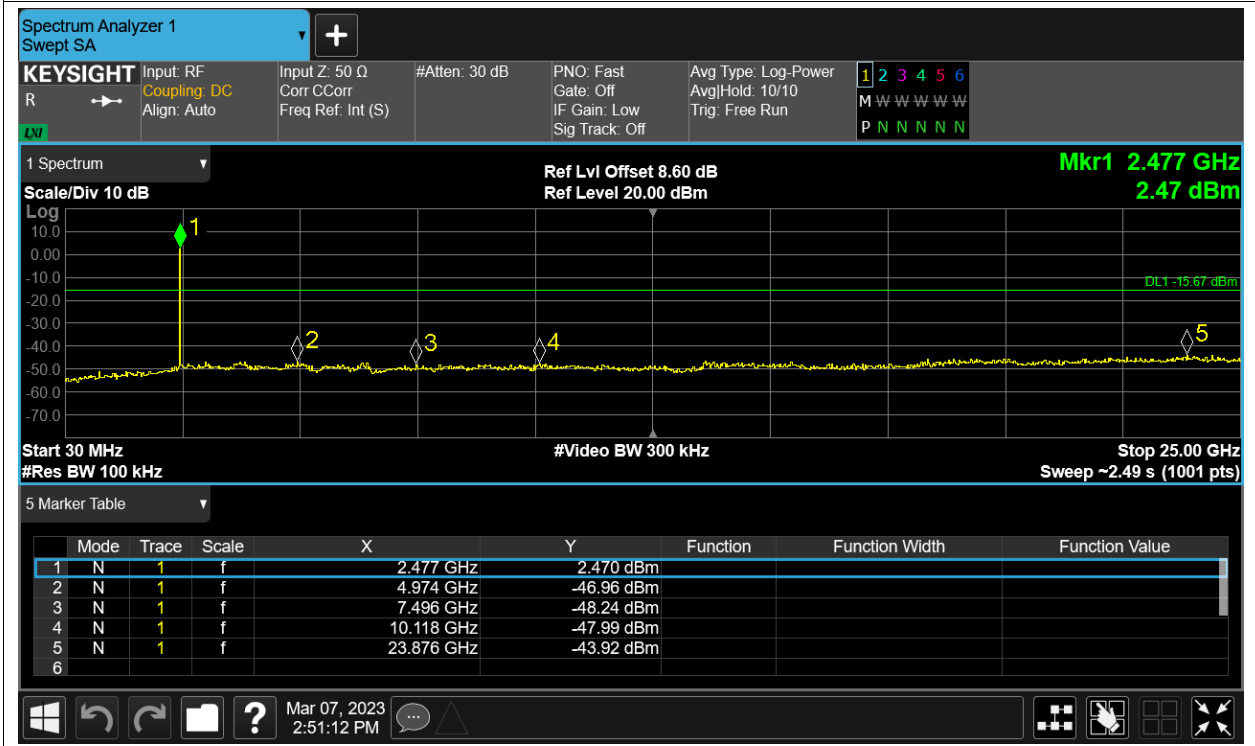 Spectrum Analyzer 1
Swept SA
+
KEYSIGHT
R
LXI
Input: RF
Coupling: DC
Align: Auto
Input Z: 50 Ω
Corr CCorr
Freq Ref: Int (S)
#Atten: 30 dB
PNO: Fast
Gate: Off
IF Gain: Low
Sig Track: Off
Avg Type: Log-Power
Avg|Hold: 10/10
Trig: Free Run
1 2 3 4 5 6
M W W W W W
P N N N N N
1 Spectrum
Scale/Div 10 dB
Ref Lvl Offset 8.60 dB
Ref Level 20.00 dBm
Mkr1 2.477 GHz
2.47 dBm
Log
10.0
0.00
-10.0
-20.0
-30.0
-40.0
-50.0
-60.0
-70.0
1
2
3
4
5
DL1 -15.67 dBm
Start 30 MHz
#Video BW 300 kHz
Stop 25.00 GHz
#Res BW 100 kHz
Sweep ~2.49 s (1001 pts)
5 Marker Table
Mode Trace Scale X Y Function Function Width Function Value
1 N 1 f 2.477 GHz 2.470 dBm
2 N 1 f 4.974 GHz -46.96 dBm
3 N 1 f 7.496 GHz -48.24 dBm
4 N 1 f 10.118 GHz -47.99 dBm
5 N 1 f 23.876 GHz -43.92 dBm
6
?
Mar 07, 2023
2:51:12 PM